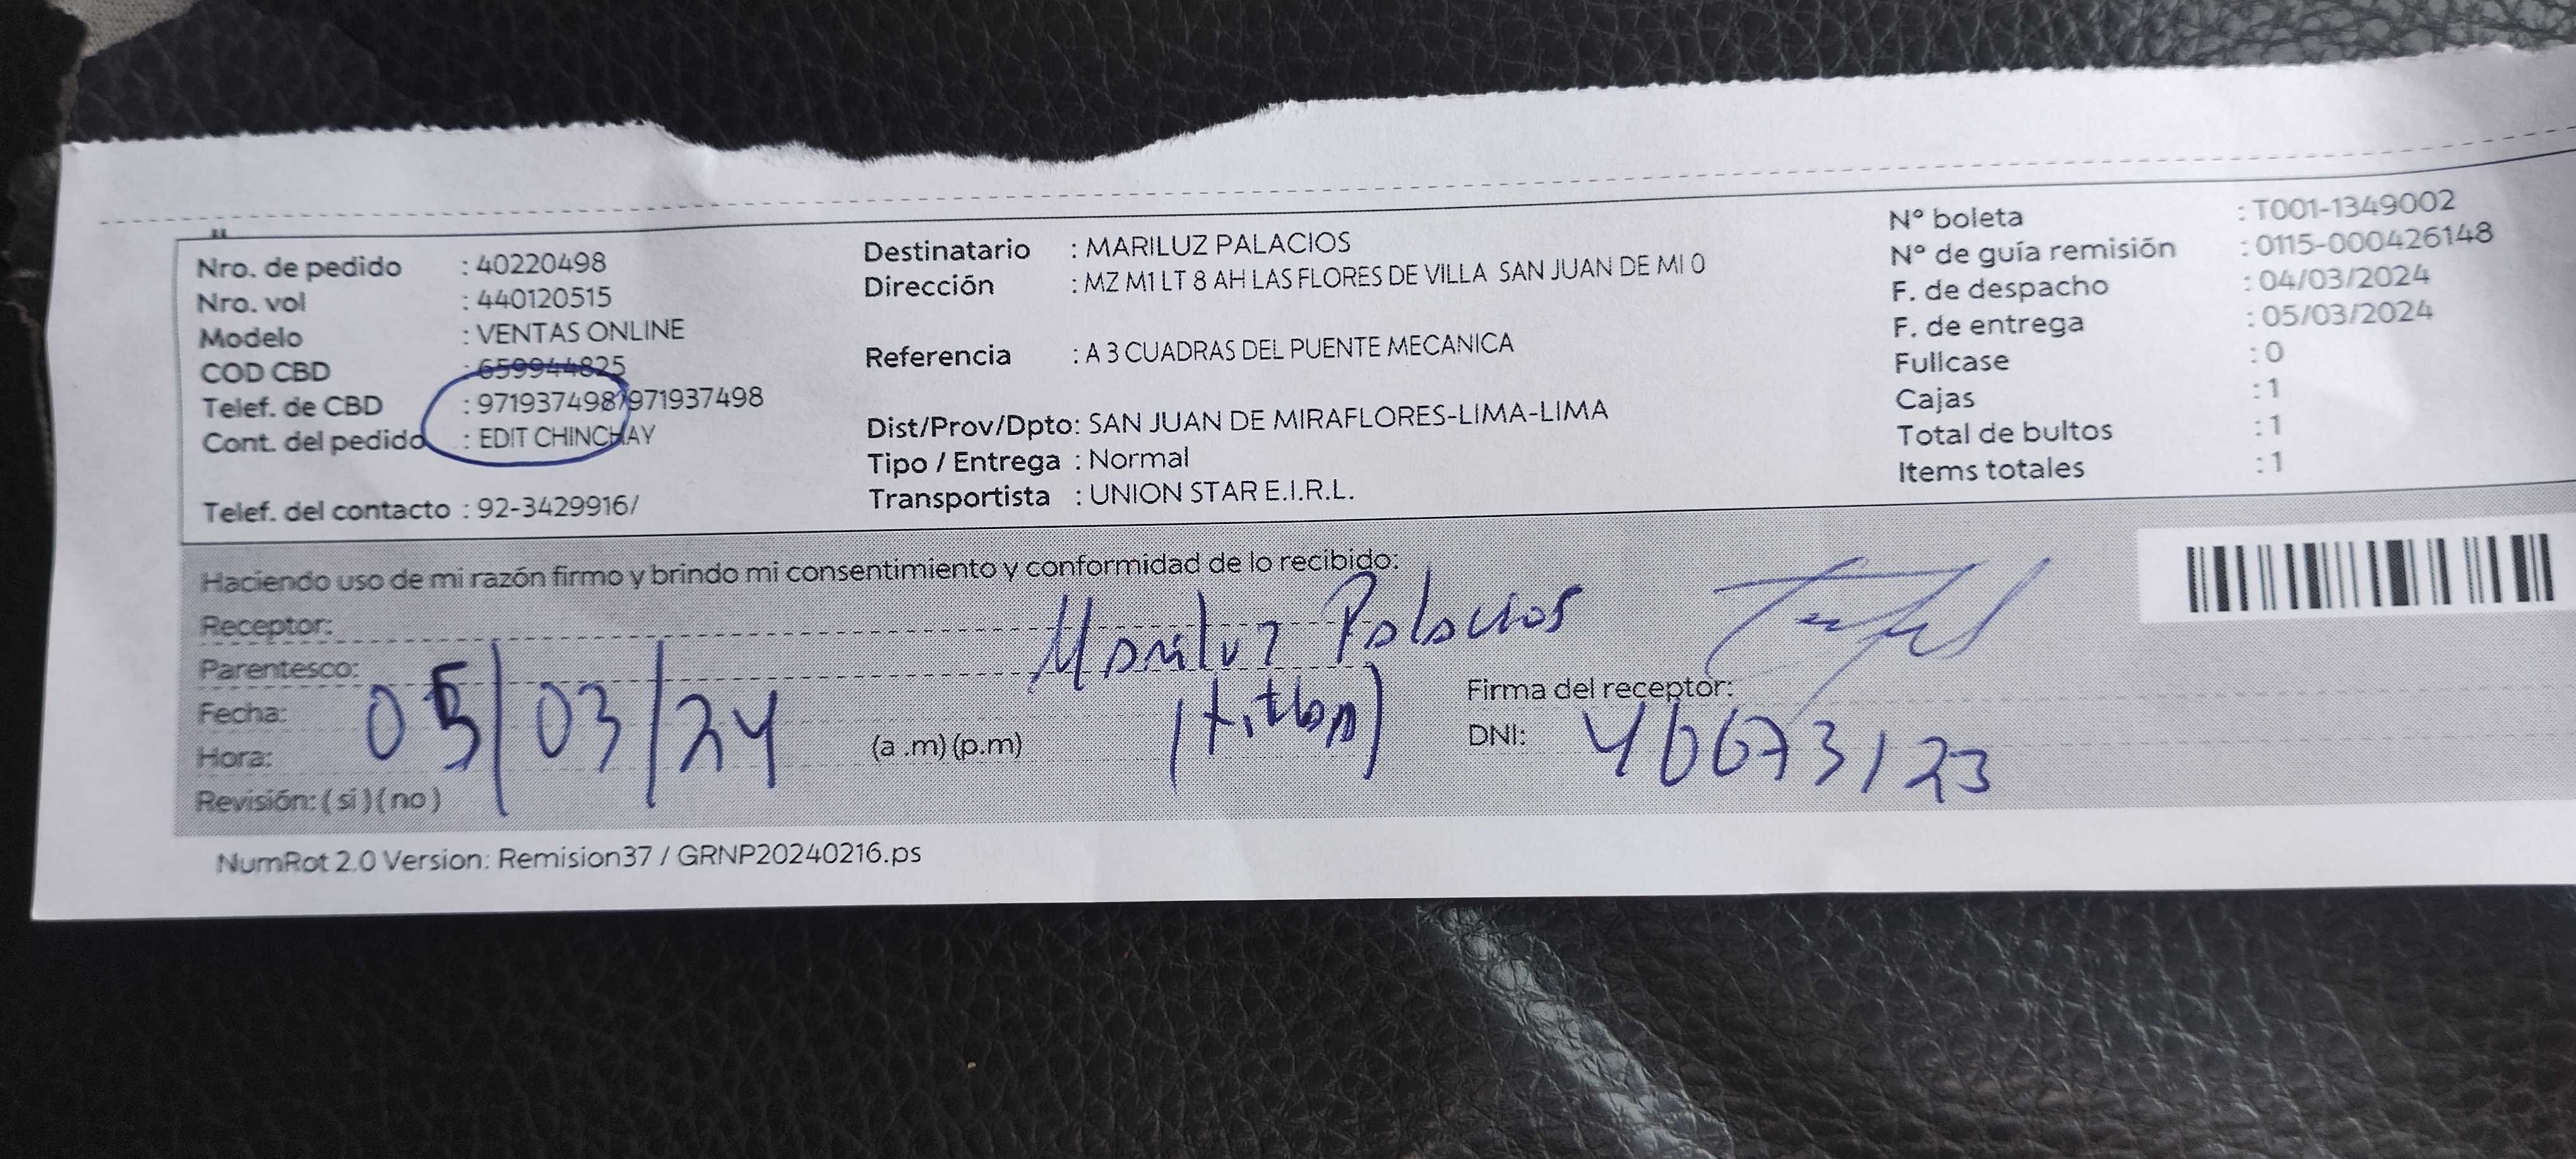 Nro. de pedido : 40220498
Nro. vol : 440120515
Modelo : VENTAS ONLINE
COD CBD : 659944825
Telef. de CBD : 971937498/971937498
Cont. del pedido : EDIT CHINCHAY
Telef. del contacto : 92-3429916/
Destinatario : MARILUZ PALACIOS
Dirección : MZ M1 LT 8 AH LAS FLORES DE VILLA SAN JUAN DE MI 0
Referencia : A 3 CUADRAS DEL PUENTE MECANICA
Dist/Prov/Dpto: SAN JUAN DE MIRAFLORES-LIMA-LIMA
Tipo / Entrega : Normal
Transportista : UNION STAR E.I.R.L.
N° boleta : T001-1349002
N° de guía remisión : 0115-000426148
F. de despacho : 04/03/2024
F. de entrega : 05/03/2024
Fullcase : 0
Cajas : 1
Total de bultos : 1
Items totales : 1
Haciendo uso de mi razón firmo y brindo mi consentimiento y conformidad de lo recibido:
Receptor: Mariluz Palacios
Parentesco:
(titular)
Firma del receptor:
Fecha: 05/03/24
Hora: (a .m) (p.m)
DNI: 40673123
Revisión: ( si ) ( no )
NumRot 2.0 Version: Remision37 / GRNP20240216.ps